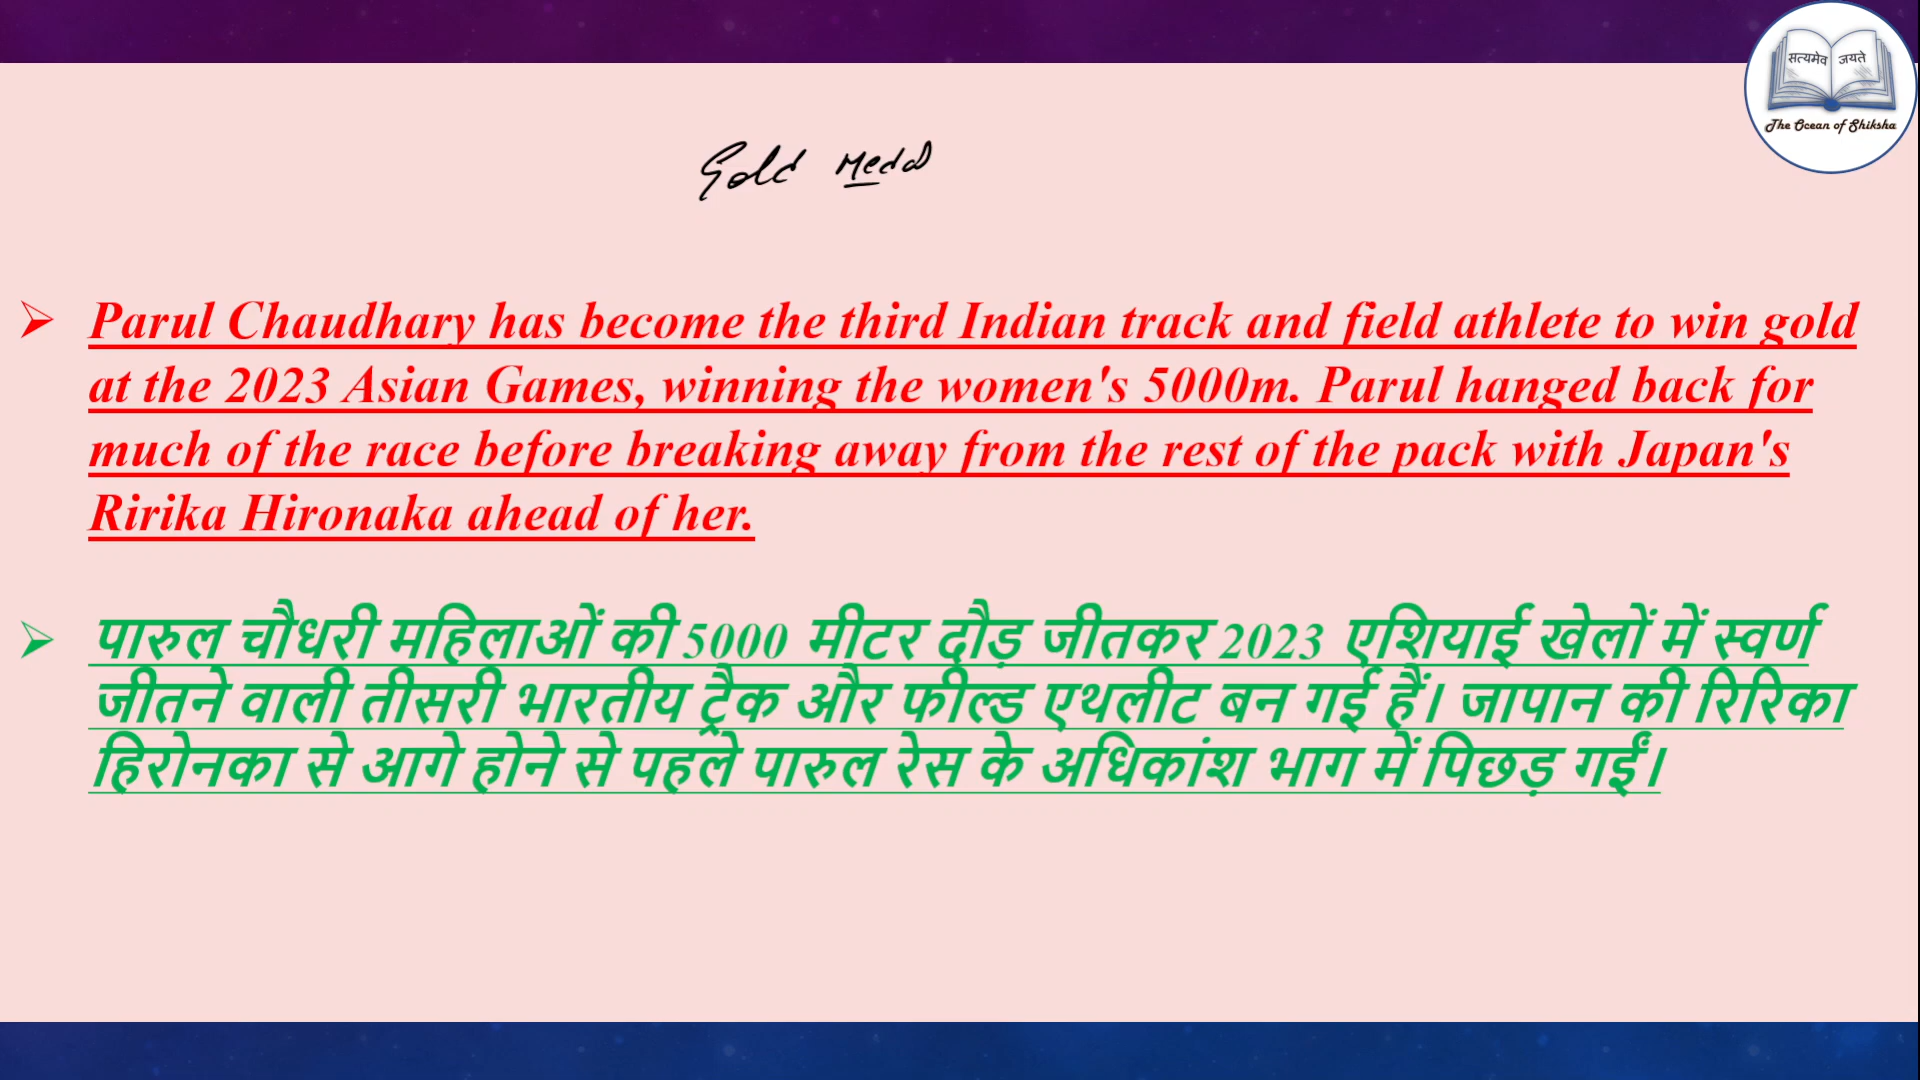 सत्यमेव जयते
The Ocean of Shiksha
Gold Medal
Parul Chaudhary has become the third Indian track and field athlete to win gold
at the 2023 Asian Games, winning the women's 5000m. Parul hanged back for
much of the race before breaking away from the rest of the pack with Japan's
Ririka Hironaka ahead of her.
पारुल चौधरी महिलाओं की 5000 मीटर दौड़ जीतकर 2023 एशियाई खेलों में स्वर्ण
जीतने वाली तीसरी भारतीय ट्रैक और फील्ड एथलीट बन गई हैं। जापान की रिरिका
हिरोनका से आगे होने से पहले पारुल रेस के अधिकांश भाग में पिछड़ गईं।